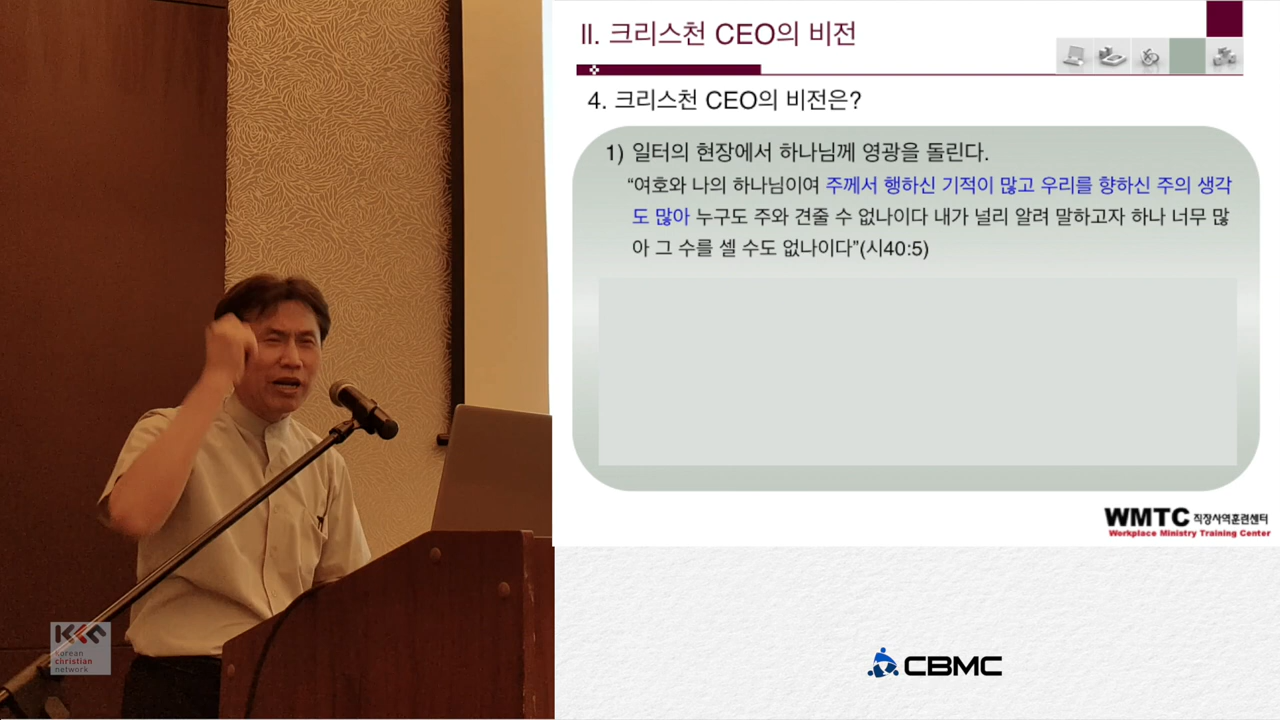 II. 크리스천 CEO의 비전
4. 크리스천 CEO의 비전은?
1) 일터의 현장에서 하나님께 영광을 돌린다.
“여호와 나의 하나님이여 주께서 행하신 기적이 많고 우리를 향하신 주의 생각
도 많아 누구도 주와 견줄 수 없나이다 내가 널리 알려 말하고자 하나 너무 많
아 그 수를 셀 수도 없나이다”(시40:5)
WMTC 직장사역훈련센터
Workplace Ministry Training Center
CBMC
korean
christian
network